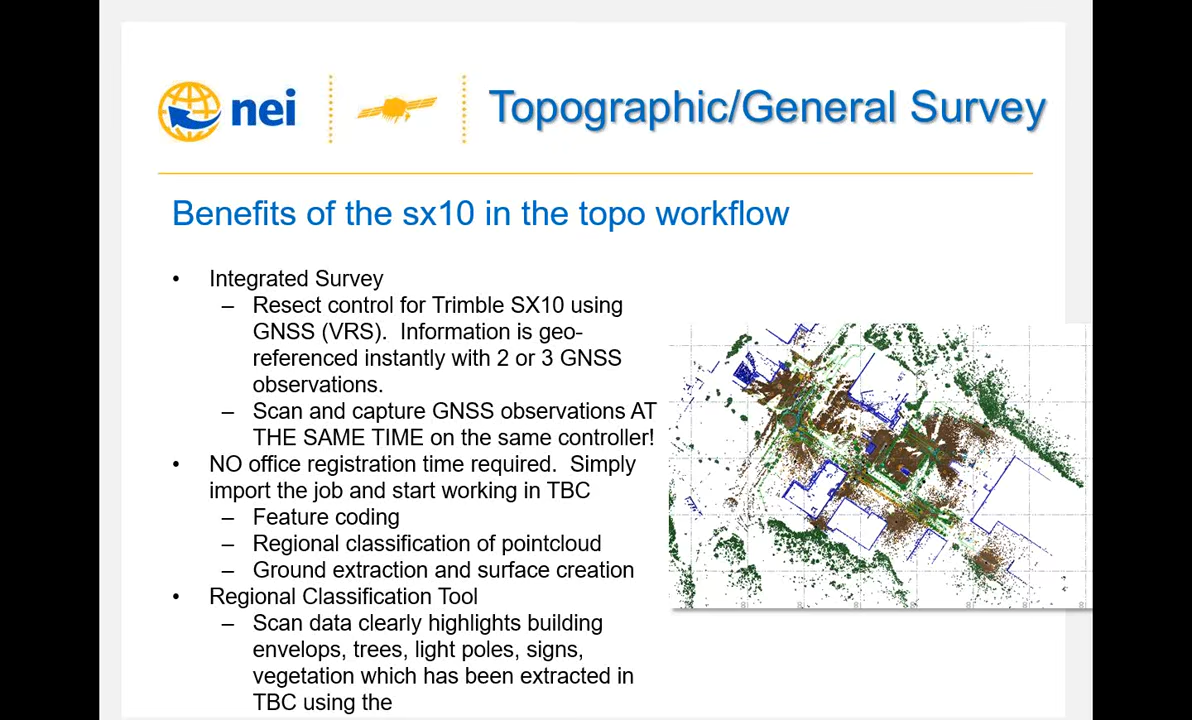 nei
Topographic/General Survey
Benefits of the sx10 in the topo workflow
• Integrated Survey
– Resect control for Trimble SX10 using
GNSS (VRS).  Information is geo-
referenced instantly with 2 or 3 GNSS
observations.
– Scan and capture GNSS observations AT
THE SAME TIME on the same controller!
• NO office registration time required.  Simply
import the job and start working in TBC
– Feature coding
– Regional classification of pointcloud
– Ground extraction and surface creation
• Regional Classification Tool
– Scan data clearly highlights building
envelops, trees, light poles, signs,
vegetation which has been extracted in
TBC using the